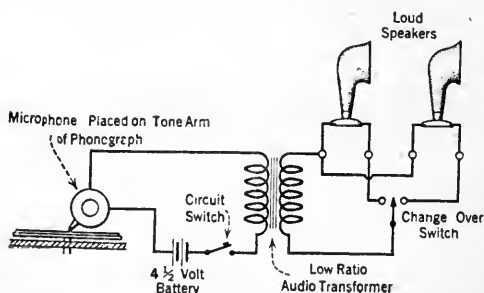 Loud
Speakers
Microphone Placed on Tone Arm
of Phonograph
Circuit
Switch
Change Over
Switch
4 ½ Volt
Battery
Low Ratio
Audio Transformer